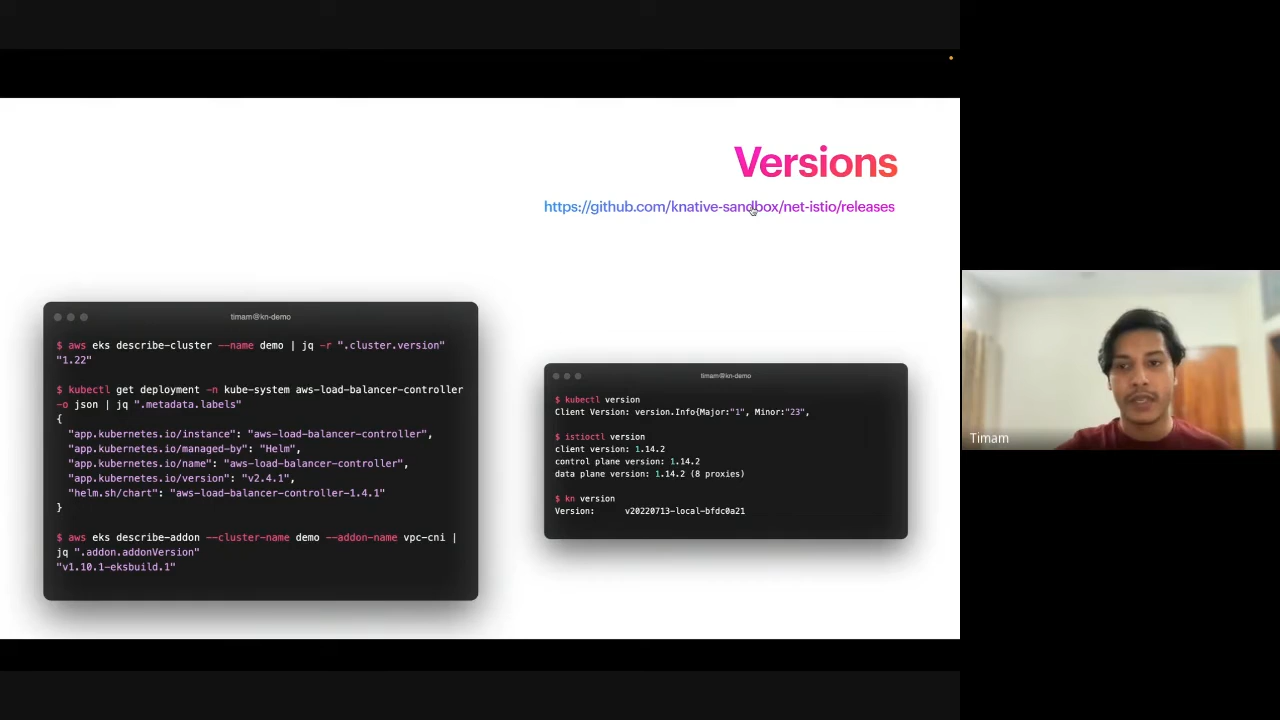 Versions
https://github.com/knative-sandbox/net-istio/releases
timam@kn-demo
$ aws eks describe-cluster --name demo | jq -r ".cluster.version"
"1.22"
$ kubectl get deployment -n kube-system aws-load-balancer-controller
-o json | jq ".metadata.labels"
{
"app.kubernetes.io/instance": "aws-load-balancer-controller",
"app.kubernetes.io/managed-by": "Helm",
"app.kubernetes.io/name": "aws-load-balancer-controller",
"app.kubernetes.io/version": "v2.4.1",
"helm.sh/chart": "aws-load-balancer-controller-1.4.1"
}
$ aws eks describe-addon --cluster-name demo --addon-name vpc-cni |
jq ".addon.addonVersion"
"v1.10.1-eksbuild.1"
timam@kn-demo
$ kubectl version
Client Version: version.Info{Major:"1", Minor:"23",
$ istioctl version
client version: 1.14.2
control plane version: 1.14.2
data plane version: 1.14.2 (8 proxies)
$ kn version
Version: v20220713-local-bfdc0a21
Timam